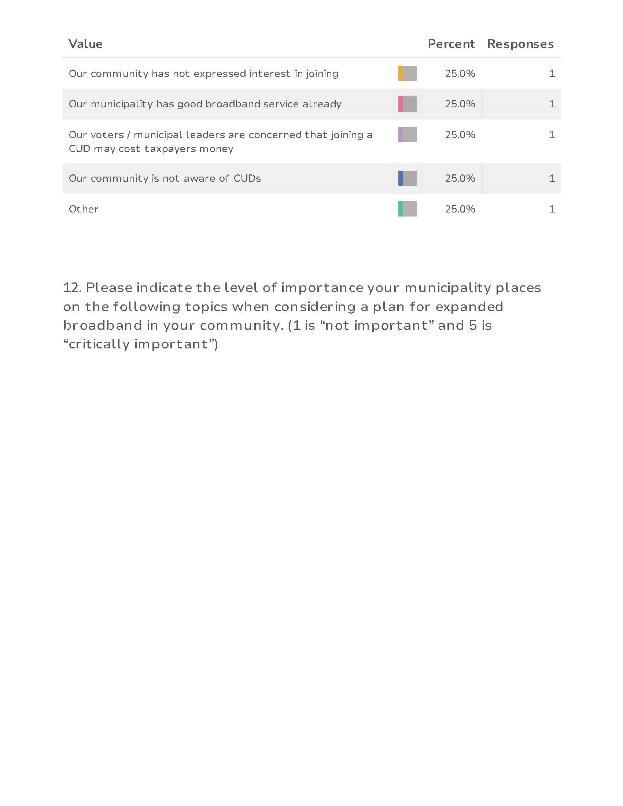 Value Percent Responses
Our community has not expressed interest in joining 25.0% 1
Our municipality has good broadband service already 25.0% 1
Our voters / municipal leaders are concerned that joining a 25.0% 1
CUD may cost taxpayers money
Our community is not aware of CUDs 25.0% 1
Other 25.0% 1
12. Please indicate the level of importance your municipality places
on the following topics when considering a plan for expanded
broadband in your community. (1 is “not important” and 5 is
“critically important”)